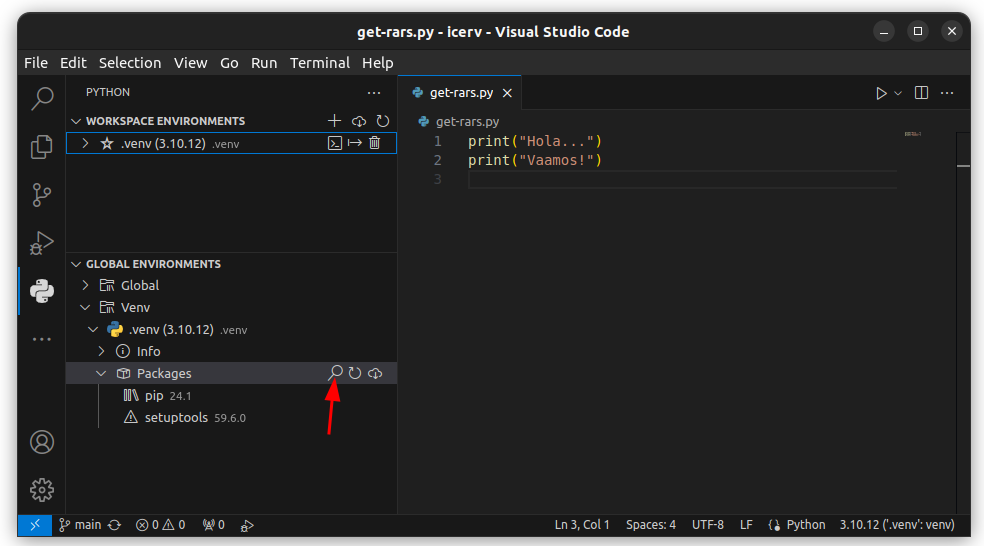 get-rars.py - icerv - Visual Studio Code
File Edit Selection View Go Run Terminal Help
PYTHON
WORKSPACE ENVIRONMENTS
.venv (3.10.12) .venv
GLOBAL ENVIRONMENTS
Global
Venv
.venv (3.10.12) .venv
Info
Packages
pip 24.1
setuptools 59.6.0
get-rars.py
get-rars.py
1 print("Hola...")
2 print("Vaamos!")
3
main 0 0 0 Ln 3, Col 1 Spaces: 4 UTF-8 LF Python 3.10.12 ('.venv': venv)